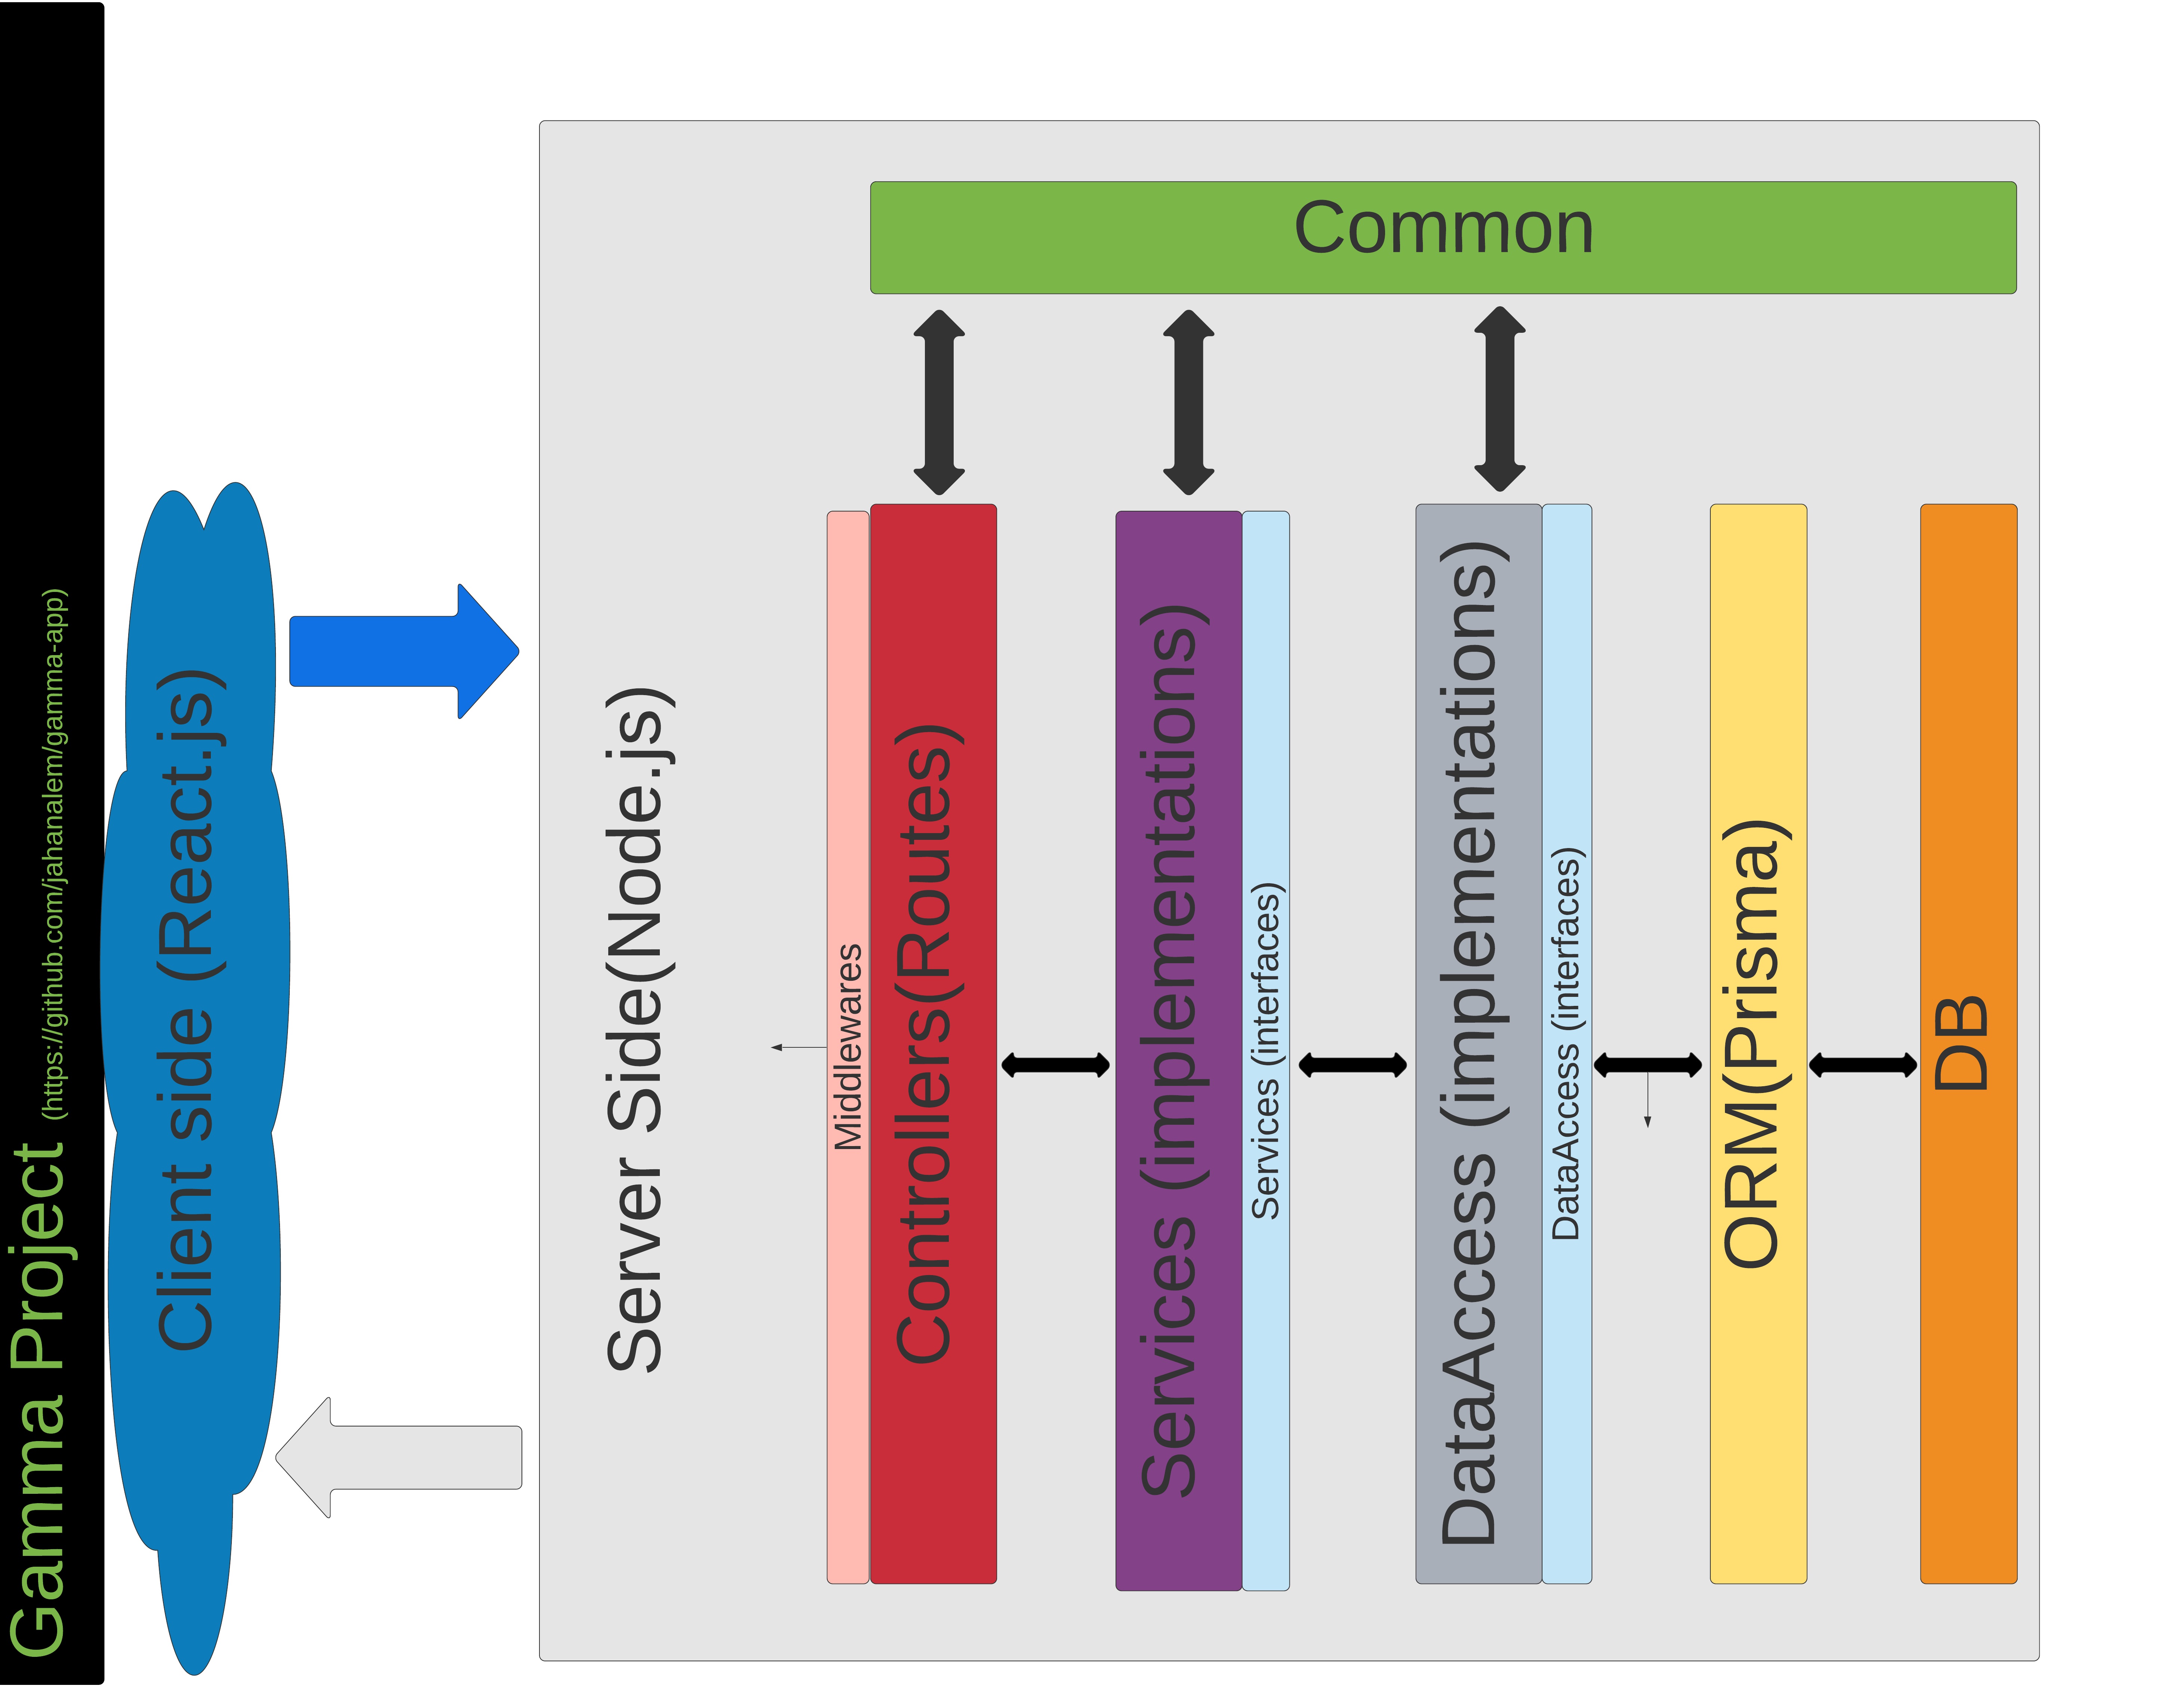 Gamma Project (https://github.com/jahanalem/gamma-app)
Client side (React.js)
Server Side(Node.js)
Middlewares
Controllers(Routes)
Services (implementations)
Services (interfaces)
Common
DataAccess (implementations)
DataAccess (interfaces)
ORM(Prisma)
DB